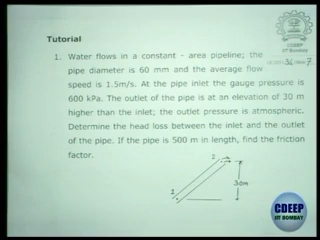 Tutorial
CDEEP
IIT Bombay
1. Water flows in a constant - area pipeline; the
pipe diameter is 60 mm and the average flow
speed is 1.5m/s. At the pipe inlet the gauge pressure is
600 kPa. The outlet of the pipe is at an elevation of 30 m
higher than the inlet; the outlet pressure is atmospheric.
Determine the head loss between the inlet and the outlet
of the pipe. If the pipe is 500 m in length, find the friction
factor.
2
30m
1
CDEEP
IIT BOMBAY